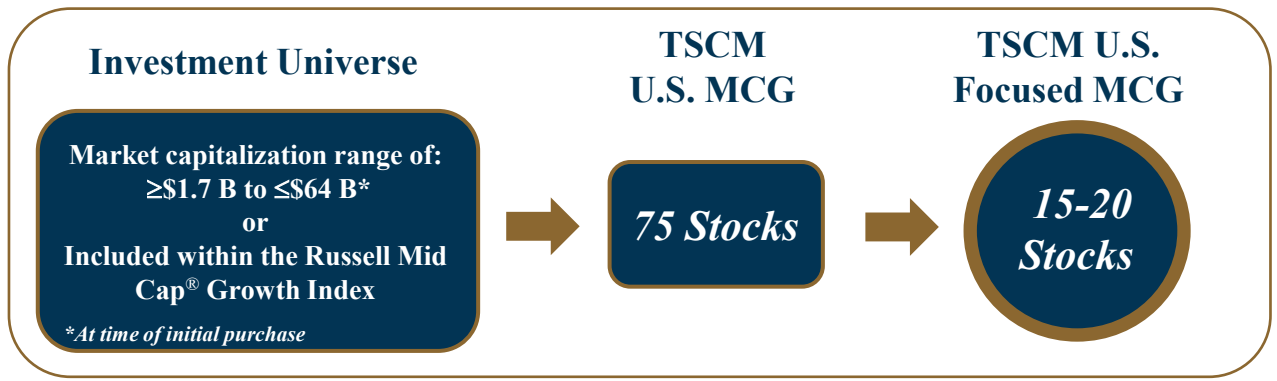 Investment Universe
Market capitalization range of:
≥$1.7 B to ≤$64 B*
or
Included within the Russell Mid
Cap® Growth Index
*At time of initial purchase
TSCM
U.S. MCG
75 Stocks
TSCM U.S.
Focused MCG
15-20
Stocks